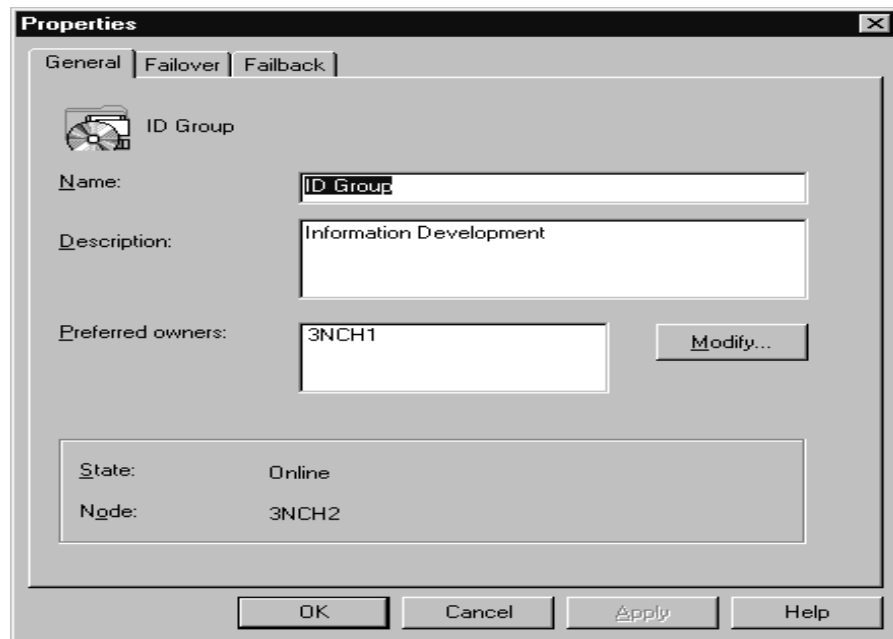 Properties
General Failover Failback
ID Group
Name: ID Group
Description: Information Development
Preferred owners: 3NCH1 Modify...
State: Online
Node: 3NCH2
OK Cancel Apply Help